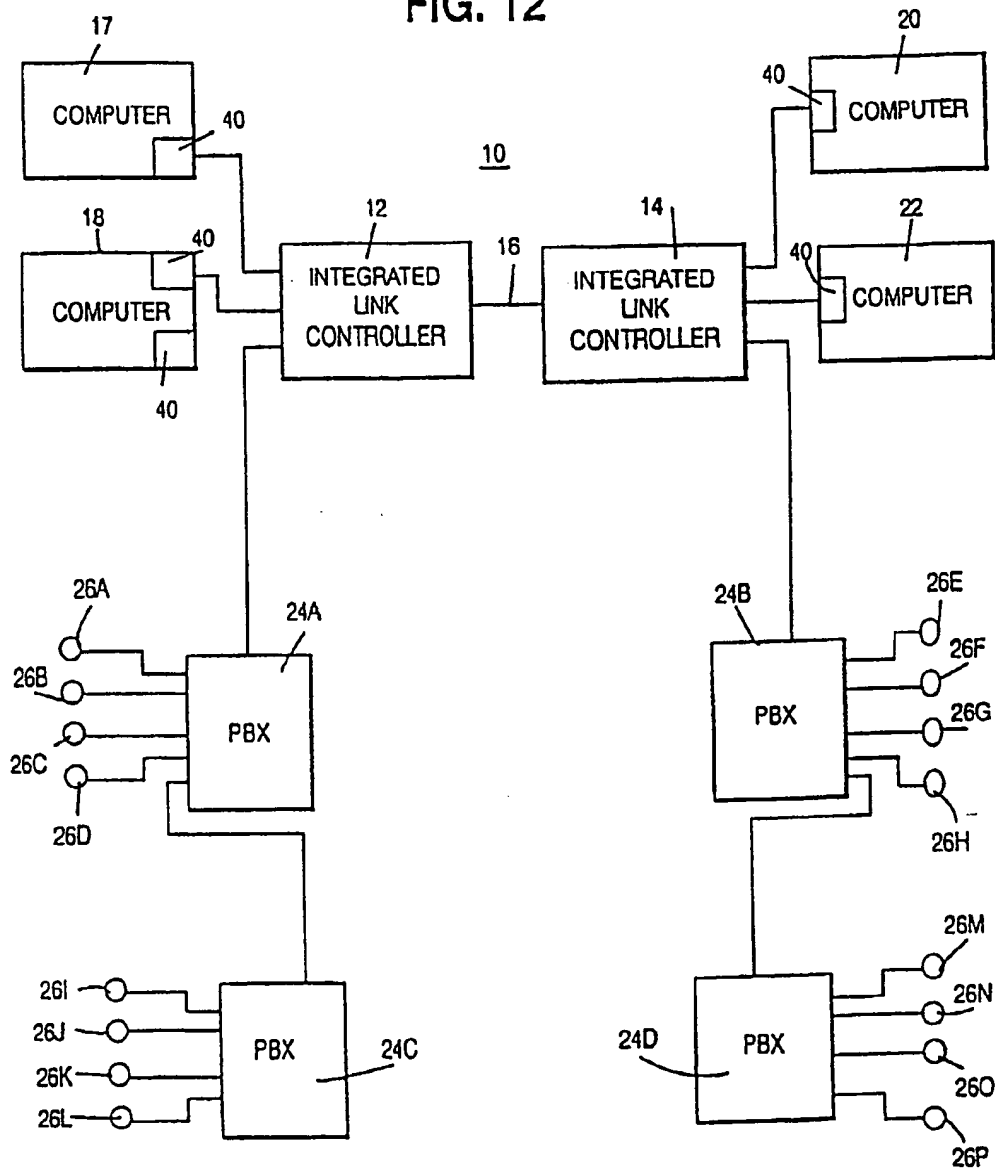 FIG. 12
17
COMPUTER
40
18
40
COMPUTER
40
10
12
INTEGRATED
LINK
CONTROLLER
16
14
INTEGRATED
LINK
CONTROLLER
20
40
COMPUTER
22
40
COMPUTER
26A
26B
26C
26D
24A
PBX
24B
PBX
26E
26F
26G
26H
26I
26J
26K
26L
PBX
24C
24D
PBX
26M
26N
26O
26P